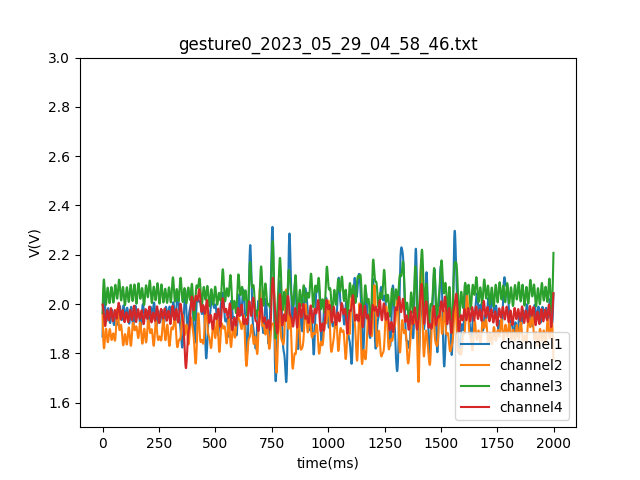 gesture0_2023_05_29_04_58_46.txt
3.0
2.8
2.6
2.4
2.2
2.0
1.8
1.6
V(V)
channel1
channel2
channel3
channel4
0 250 500 750 1000 1250 1500 1750 2000
time(ms)